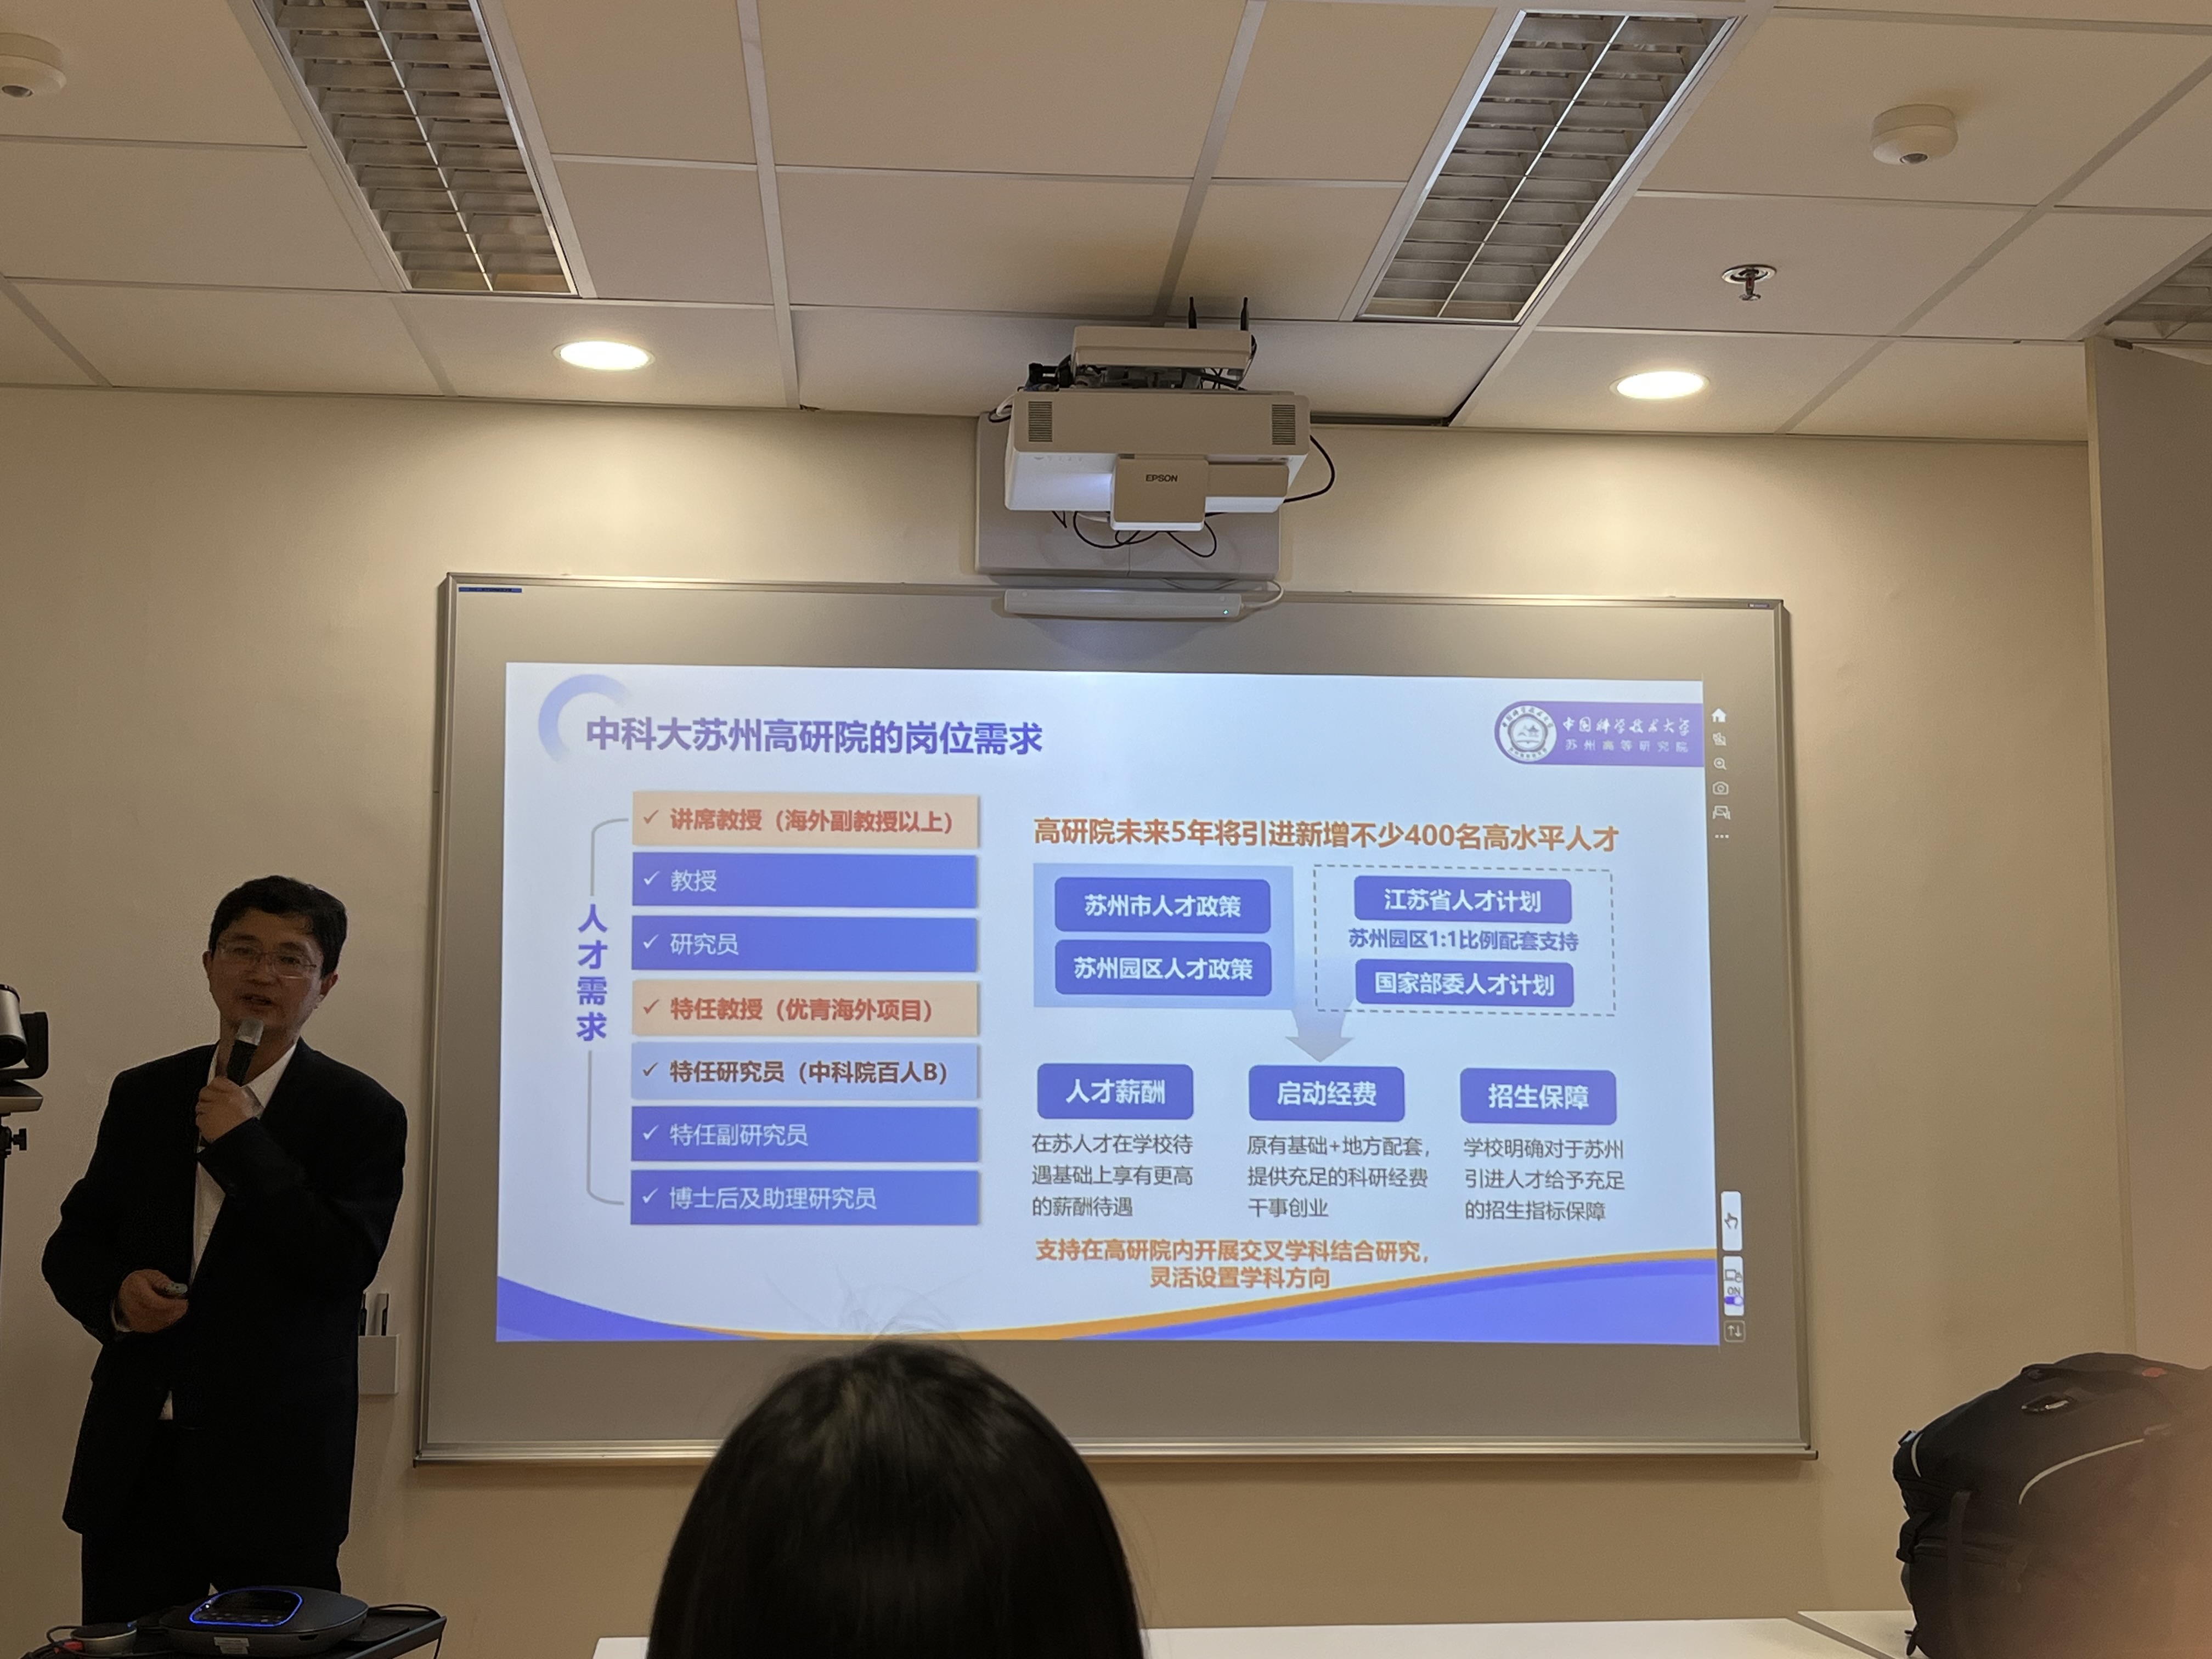 EPSON
中科大苏州高研院的岗位需求
中国科学技术大学
苏州高等研究院
人才需求
✓ 讲席教授（海外副教授以上）
✓ 教授
✓ 研究员
✓ 特任教授（优青海外项目）
✓ 特任研究员（中科院百人B）
✓ 特任副研究员
✓ 博士后及助理研究员
高研院未来5年将引进新增不少400名高水平人才
苏州市人才政策
苏州园区人才政策
江苏省人才计划
苏州园区1:1比例配套支持
国家部委人才计划
人才薪酬
在苏人才在学校待
遇基础上享有更高
的薪酬待遇
启动经费
原有基础+地方配套，
提供充足的科研经费
干事创业
招生保障
学校明确对于苏州
引进人才给予充足
的招生指标保障
支持在高研院内开展交叉学科结合研究，
灵活设置学科方向
ON